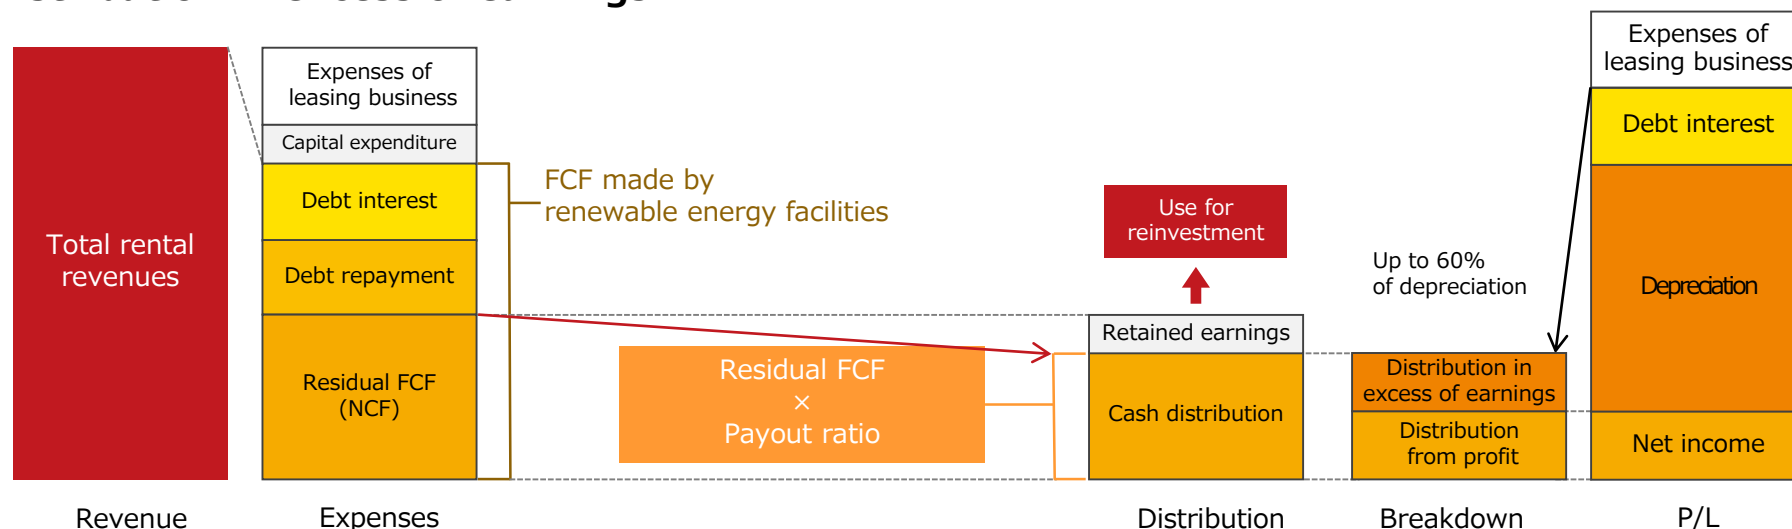 Total rental
revenues
Revenue
Expenses of
leasing business
Capital expenditure
Debt interest
Debt repayment
Residual FCF
(NCF)
Expenses
FCF made by
renewable energy facilities
Residual FCF
×
Payout ratio
Use for
reinvestment
Retained earnings
Cash distribution
Distribution
Up to 60%
of depreciation
Distribution in
excess of earnings
Distribution
from profit
Breakdown
Expenses of
leasing business
Debt interest
Depreciation
Net income
P/L